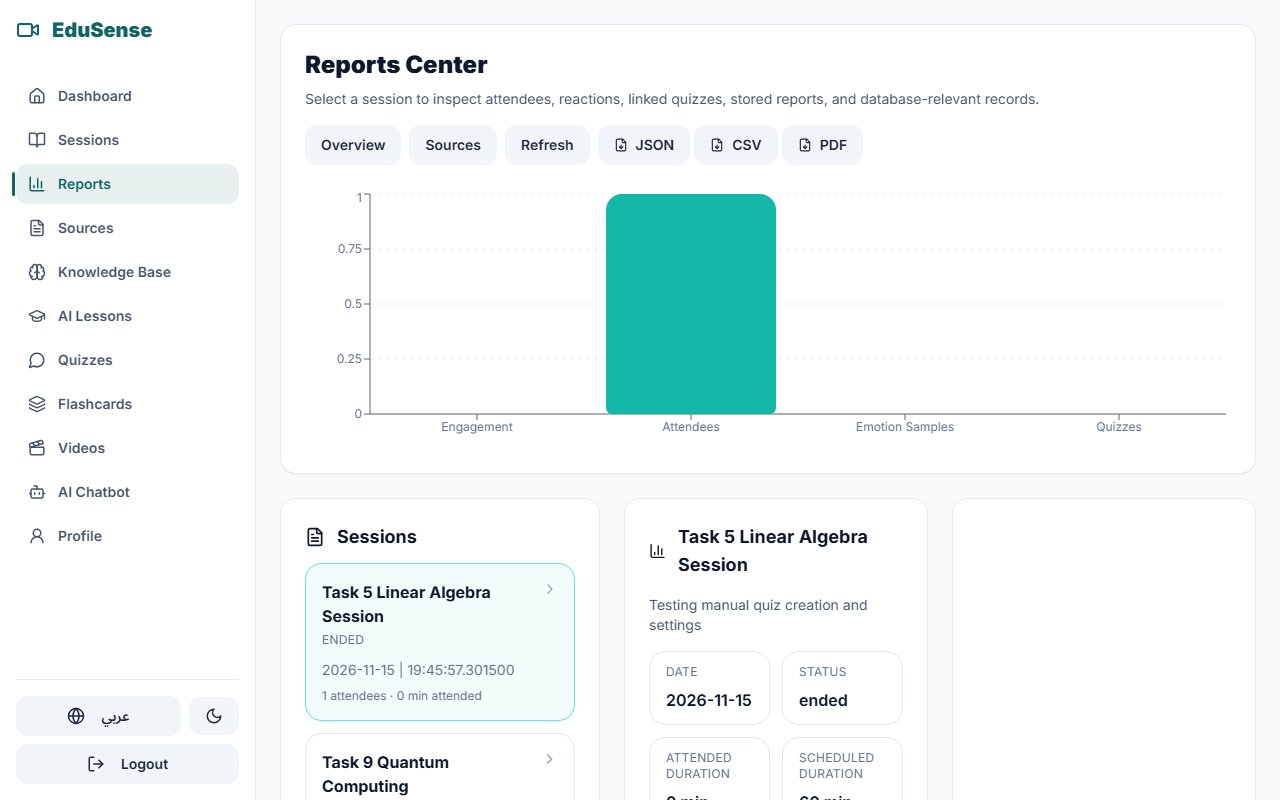 EduSense
Dashboard
Sessions
Reports
Sources
Knowledge Base
AI Lessons
Quizzes
Flashcards
Videos
AI Chatbot
Profile
عربي
Logout
Reports Center
Select a session to inspect attendees, reactions, linked quizzes, stored reports, and database-relevant records.
Overview
Sources
Refresh
JSON
CSV
PDF
1
0.75
0.5
0.25
0
Engagement
Attendees
Emotion Samples
Quizzes
Sessions
Task 5 Linear Algebra
Session
ENDED
2026-11-15 | 19:45:57.301500
1 attendees · 0 min attended
Task 9 Quantum
Computing
Task 5 Linear Algebra
Session
Testing manual quiz creation and
settings
DATE
2026-11-15
STATUS
ended
ATTENDED
DURATION
0 min
SCHEDULED
DURATION
60 min